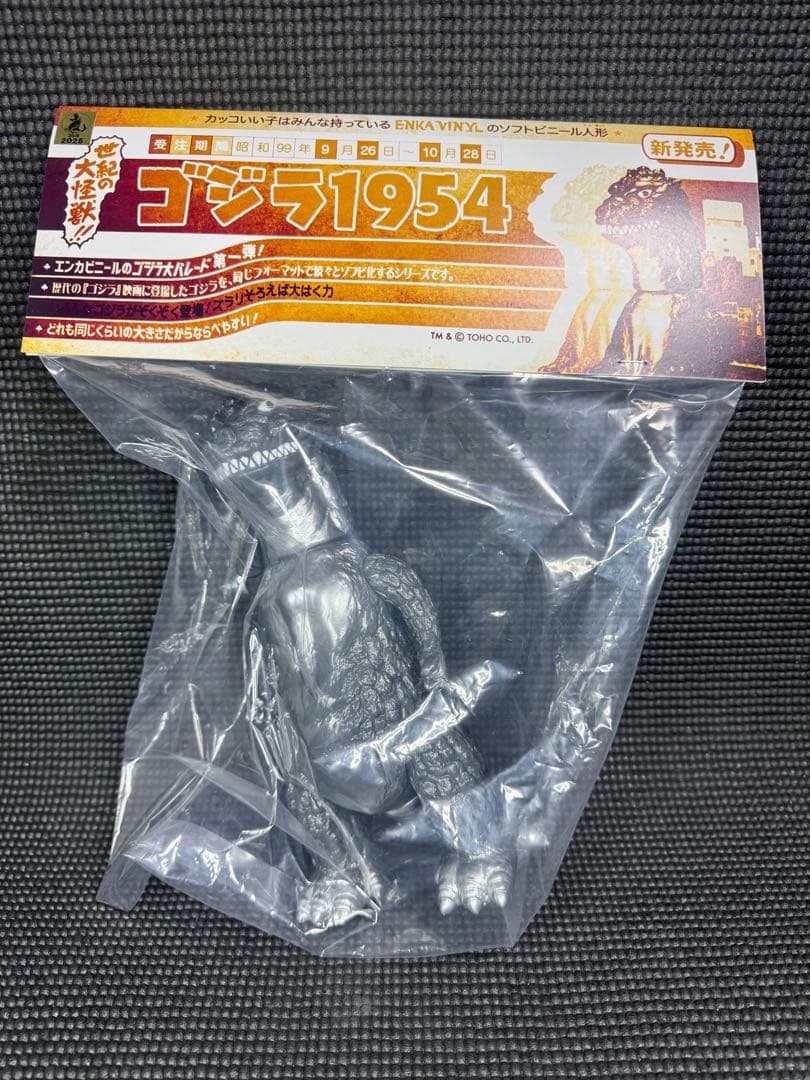 ★ カッコいい子はみんな持っている ENKA VINYL のソフトビニール人形 ★
2025
受注期間 昭和99年9月26日〜10月28日
新発売!
世紀の大怪獣!!
ゴジラ1954
エンカビニールのゴジラ大パレード第一弾!
歴代の『ゴジラ』映画に登場したゴジラを、同じフォーマットで続々とソフビ化するシリーズです。
ゴジラがぞくぞく登場!ズラリそろえば大はく力
どれも同じくらいの大きさだからならべやすい!
TM & © TOHO CO., LTD.